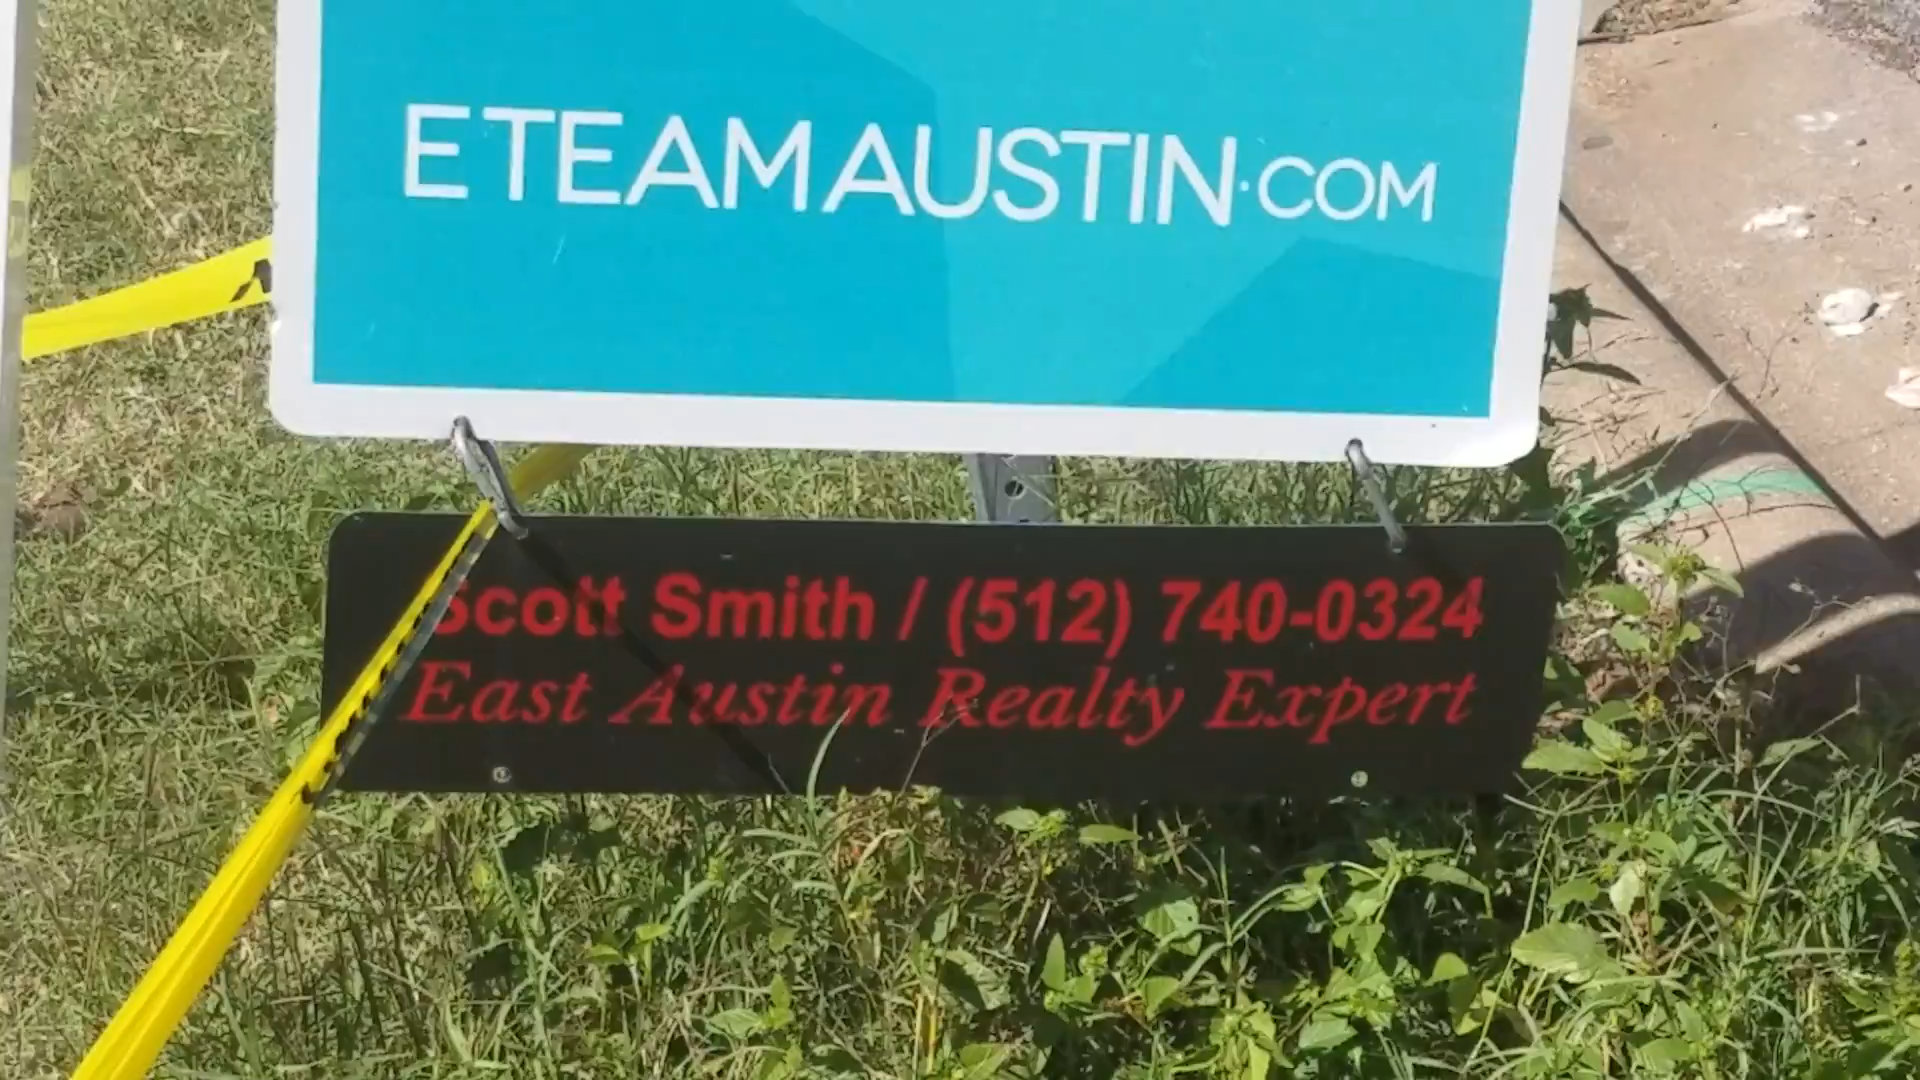 ETEAMAUSTIN.COM
Scott Smith / (512) 740-0324
East Austin Realty Expert